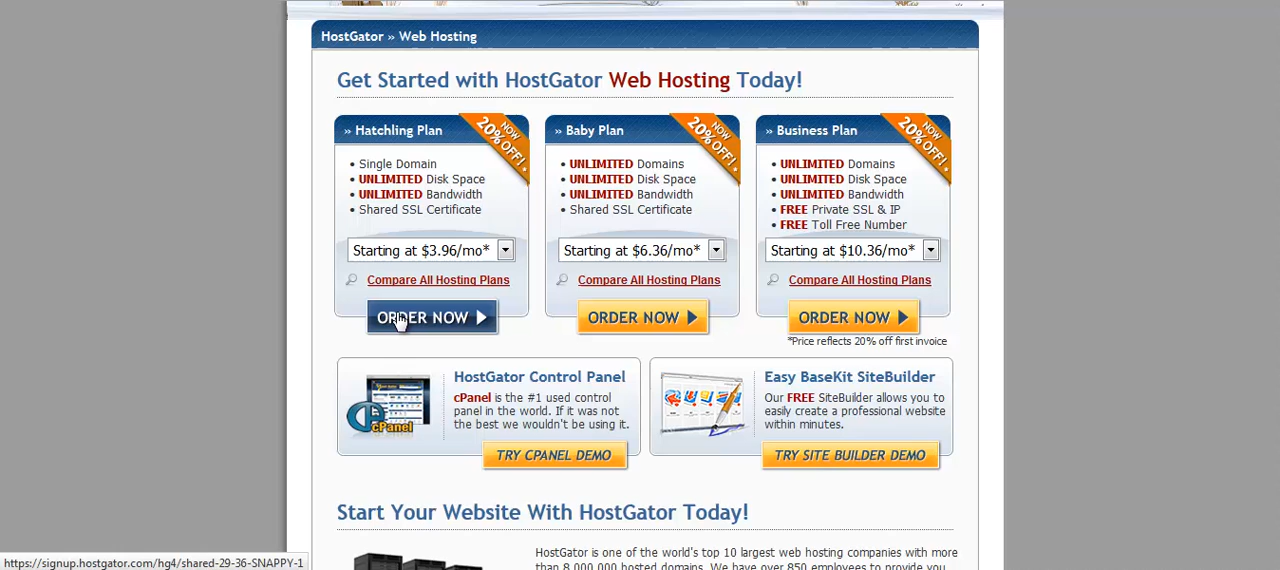 HostGator » Web Hosting
Get Started with HostGator Web Hosting Today!
» Hatchling Plan
NOW
20% OFF!*
• Single Domain
• UNLIMITED Disk Space
• UNLIMITED Bandwidth
• Shared SSL Certificate
Starting at $3.96/mo*
Compare All Hosting Plans
ORDER NOW
» Baby Plan
NOW
20% OFF!*
• UNLIMITED Domains
• UNLIMITED Disk Space
• UNLIMITED Bandwidth
• Shared SSL Certificate
Starting at $6.36/mo*
Compare All Hosting Plans
ORDER NOW
» Business Plan
NOW
20% OFF!*
• UNLIMITED Domains
• UNLIMITED Disk Space
• UNLIMITED Bandwidth
• FREE Private SSL & IP
• FREE Toll Free Number
Starting at $10.36/mo*
Compare All Hosting Plans
ORDER NOW
*Price reflects 20% off first invoice
cPanel
HostGator Control Panel
cPanel is the #1 used control
panel in the world. If it was not
the best we wouldn't be using it.
TRY CPANEL DEMO
Easy BaseKit SiteBuilder
Our FREE SiteBuilder allows you to
easily create a professional website
within minutes.
TRY SITE BUILDER DEMO
Start Your Website With HostGator Today!
HostGator is one of the world's top 10 largest web hosting companies with more
than 8,000,000 hosted domains. We have over 850 employees to provide you
https://signup.hostgator.com/hg4/shared-29-36-SNAPPY-1